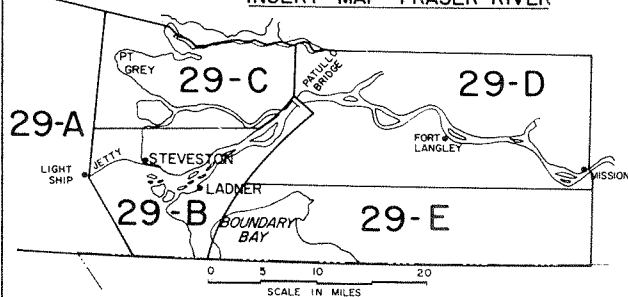 INSERT MAP FRASER RIVER
PT
GREY
29-C
PATULLO
BRIDGE
29-D
29-A
FORT
LANGLEY
JETTY
STEVESTON
LIGHT
SHIP
MISSION
LADNER
29-B
BOUNDARY
BAY
29-E
0 5 10 20
SCALE IN MILES